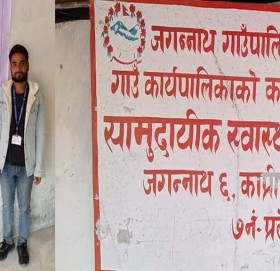 जगन्नाथ गाउँपालि
गाउँ कार्यपालिकाको क
सामुदायीक स्वास्थ
जगन्नाथ ६, काप्री
७नं. प्र